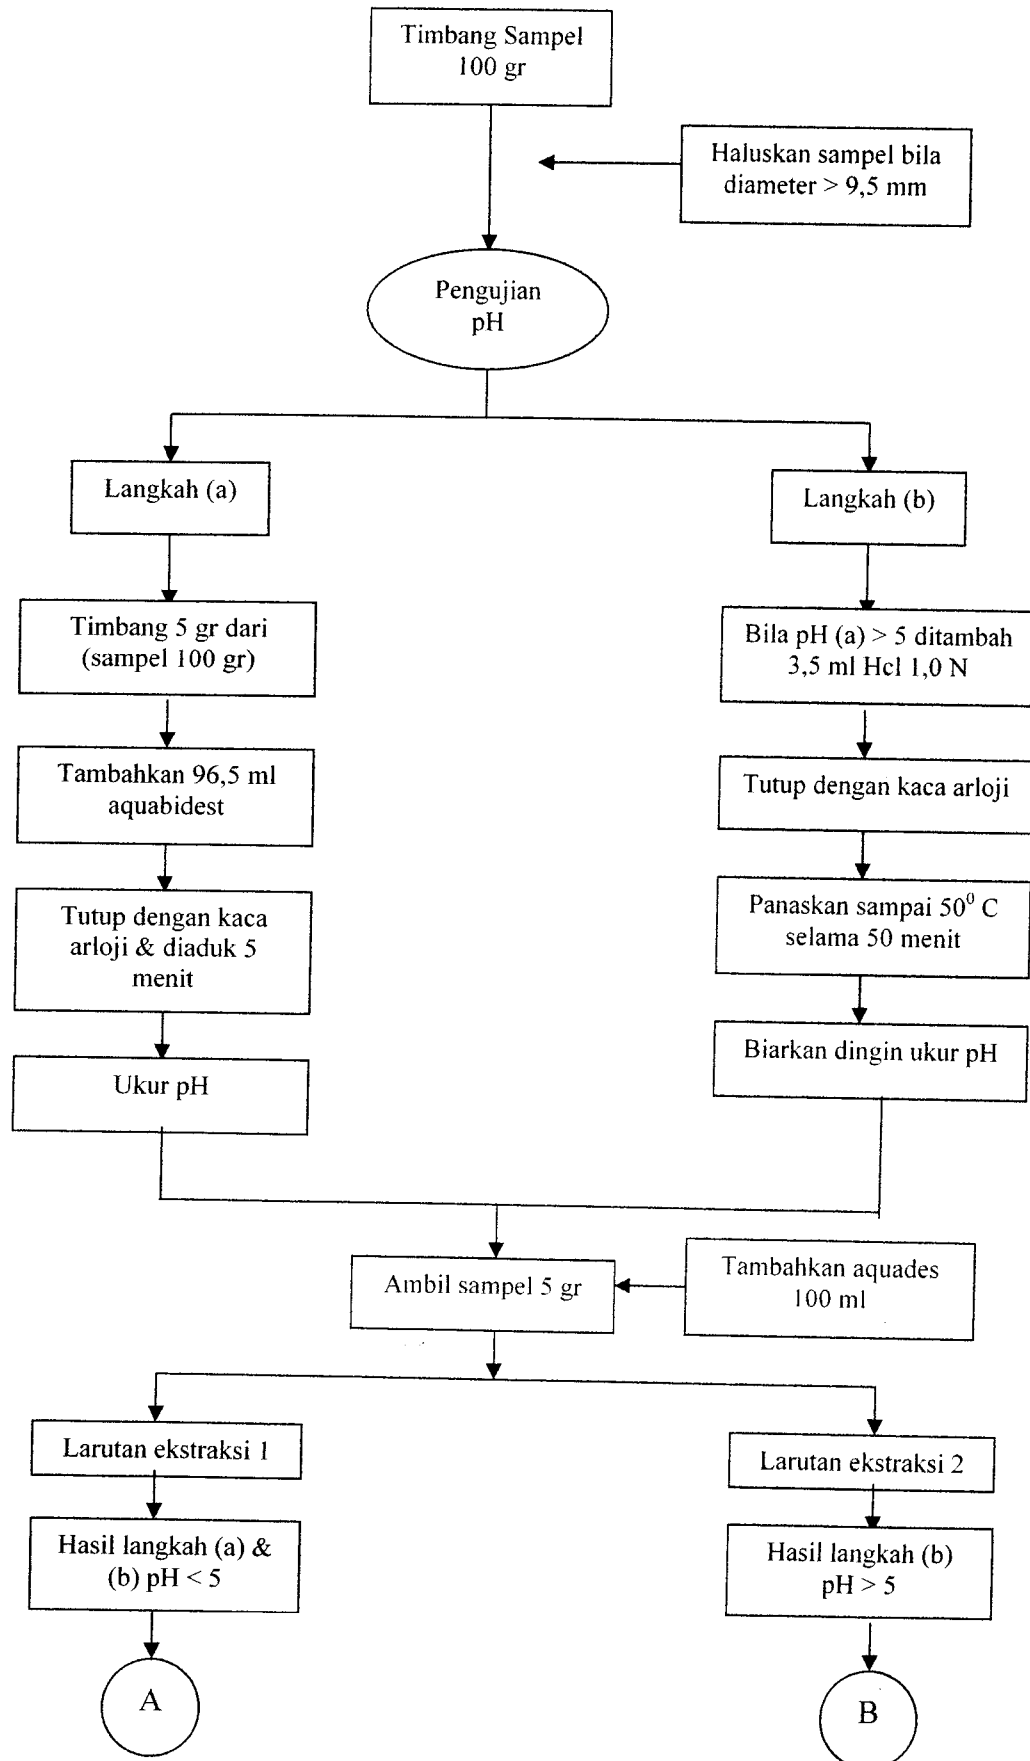 Timbang Sampel
100 gr
Haluskan sampel bila
diameter > 9,5 mm
Pengujian
pH
Langkah (a)
Langkah (b)
Timbang 5 gr dari
(sampel 100 gr)
Bila pH (a) > 5 ditambah
3,5 ml Hcl 1,0 N
Tambahkan 96,5 ml
aquabidest
Tutup dengan kaca arloji
Tutup dengan kaca
arloji & diaduk 5
menit
Panaskan sampai 50⁰ C
selama 50 menit
Ukur pH
Biarkan dingin ukur pH
Ambil sampel 5 gr
Tambahkan aquades
100 ml
Larutan ekstraksi 1
Larutan ekstraksi 2
Hasil langkah (a) &
(b) pH < 5
Hasil langkah (b)
pH > 5
A
B